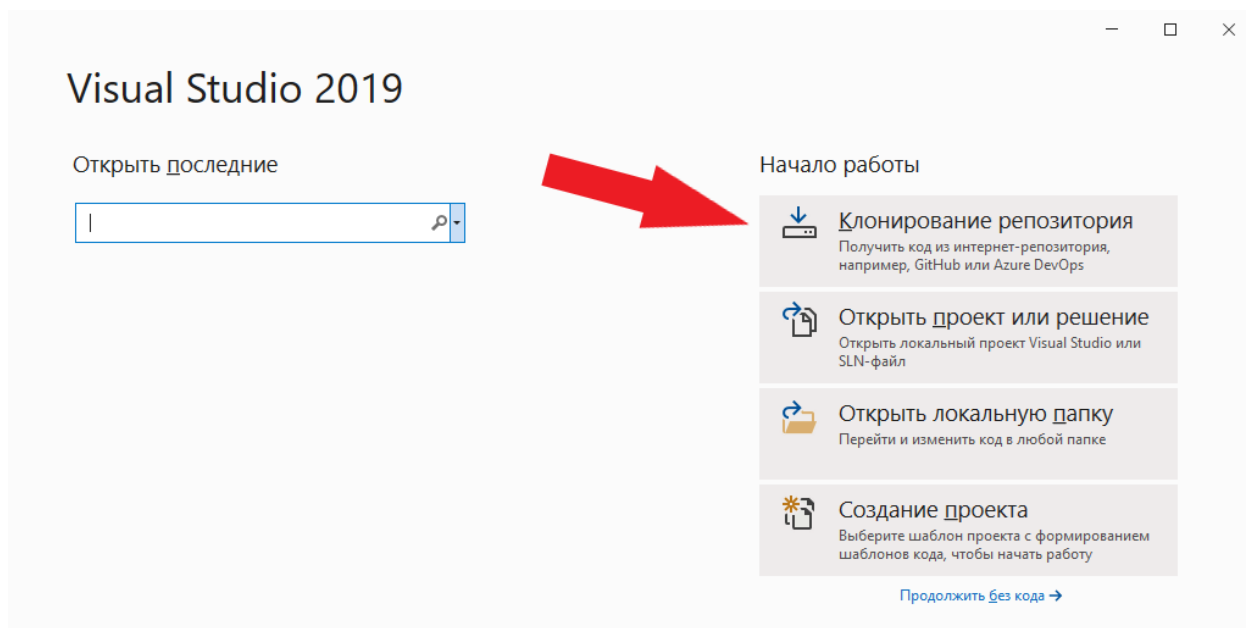 Visual Studio 2019
Открыть последние
Начало работы
Клонирование репозитория
Получить код из интернет-репозитория,
например, GitHub или Azure DevOps
Открыть проект или решение
Открыть локальный проект Visual Studio или
SLN-файл
Открыть локальную папку
Перейти и изменить код в любой папке
Создание проекта
Выберите шаблон проекта с формированием
шаблонов кода, чтобы начать работу
Продолжить без кода →